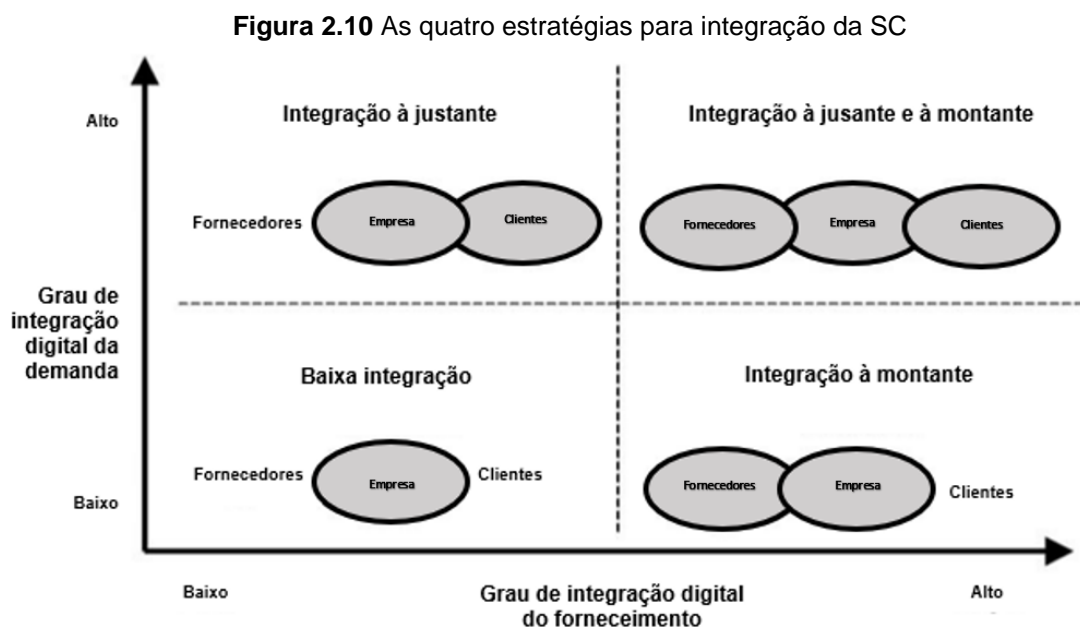 Figura 2.10 As quatro estratégias para integração da SC
Alto
Integração à justante
Integração à jusante e à montante
Fornecedores
Empresa
Clientes
Fornecedores
Empresa
Clientes
Grau de
integração
digital da
demanda
Baixa integração
Integração à montante
Fornecedores
Empresa
Clientes
Fornecedores
Empresa
Clientes
Baixo
Baixo
Grau de integração digital
do forneceimento
Alto